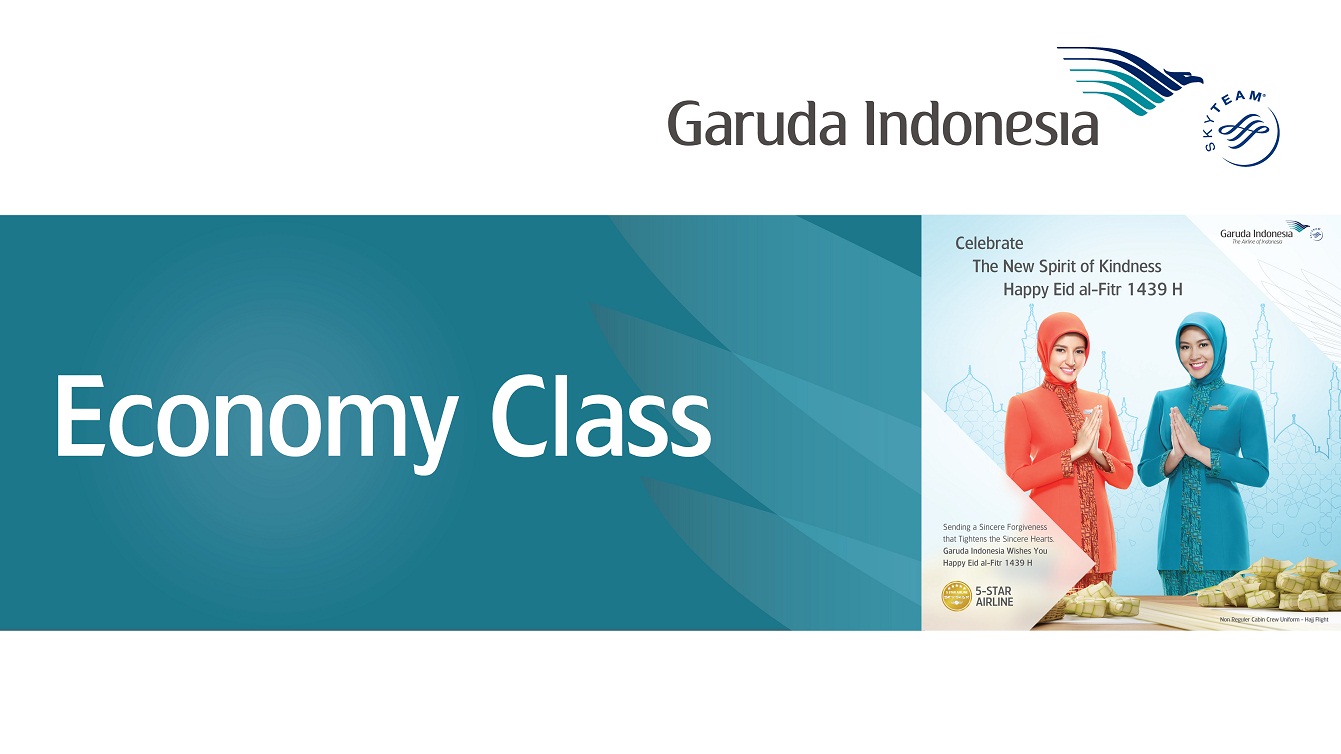 Garuda Indonesia
SKYTEAM
Economy Class
Celebrate
The New Spirit of Kindness
Happy Eid al-Fitr 1439 H
Garuda Indonesia
The Airline of Indonesia
Sending a Sincere Forgiveness
that Tightens the Sincere Hearts.
Garuda Indonesia Wishes You
Happy Eid al-Fitr 1439 H
5-STAR
AIRLINE
Non Reguler Cabin Crew Uniform - Hajj Flight